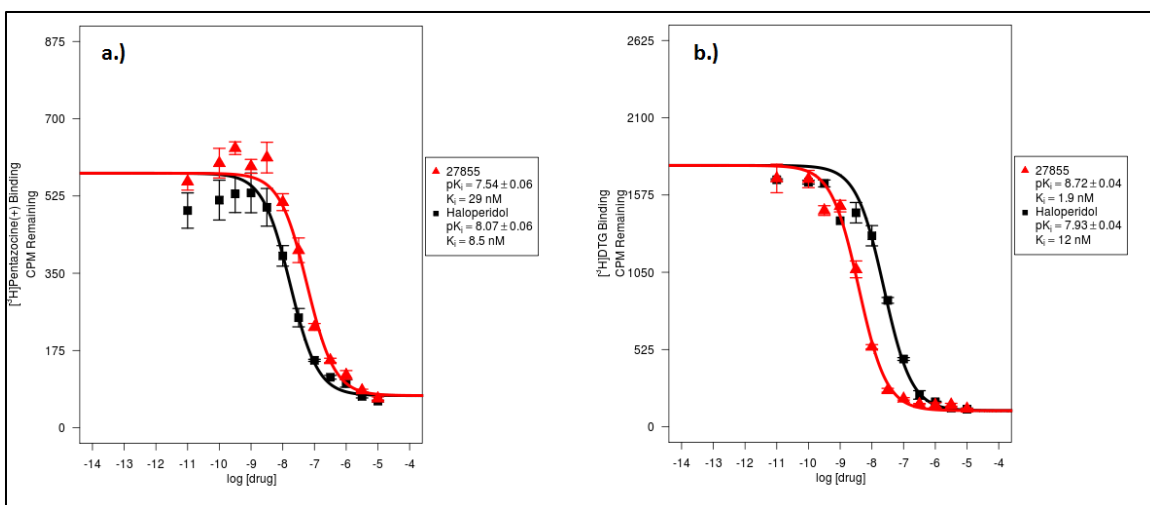 a.)
875
700
525
350
175
0
[³H]Pentazocine(+) Binding
CPM Remaining
-14 -13 -12 -11 -10 -9 -8 -7 -6 -5 -4
log [drug]
27855
pKi = 7.54 ± 0.06
Ki = 29 nM
Haloperidol
pKi = 8.07 ± 0.06
Ki = 8.5 nM
b.)
2625
2100
1575
1050
525
0
[³H]DTG Binding
CPM Remaining
-14 -13 -12 -11 -10 -9 -8 -7 -6 -5 -4
log [drug]
27855
pKi = 8.72 ± 0.04
Ki = 1.9 nM
Haloperidol
pKi = 7.93 ± 0.04
Ki = 12 nM